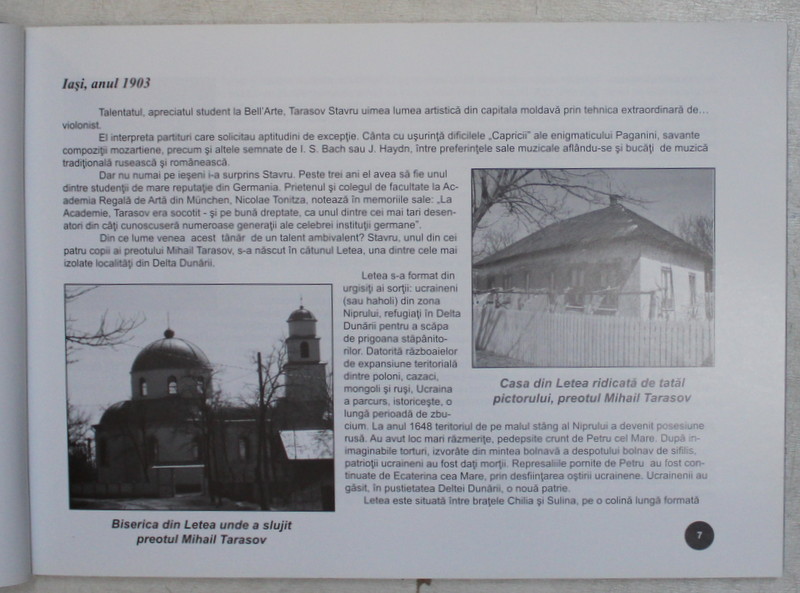 Iaşi, anul 1903
Talentatul, apreciatul student la Bell'Arte, Tarasov Stavru uimea lumea artistică din capitala moldavă prin tehnica extraordinară de...
violonist.
El interpreta partituri care solicitau aptitudini de excepţie. Cânta cu uşurinţă dificilele „Capricii” ale enigmaticului Paganini, savante
compoziţii mozartiene, precum şi altele semnate de I. S. Bach sau J. Haydn, între preferinţele sale muzicale aflându-se şi bucăţi de muzică
tradiţională rusească şi românească.
Dar nu numai pe ieşeni i-a surprins Stavru. Peste trei ani el avea să fie unul
dintre studenţii de mare reputaţie din Germania. Prietenul şi colegul de facultate la Ac-
ademia Regală de Artă din München, Nicolae Tonitza, notează în memoriile sale: „La
Academie, Tarasov era socotit - şi pe bună dreptate, ca unul dintre cei mai tari desen-
atori din câţi cunoscuseră numeroase generaţii ale celebrei instituţii germane”.
Din ce lume venea acest tânăr de un talent ambivalent? Stavru, unul din cei
patru copii ai preotului Mihail Tarasov, s-a născut în cătunul Letea, una dintre cele mai
izolate localităţi din Delta Dunării.
Letea s-a format din
urgisiţi ai sorţii: ucraineni
(sau haholi) din zona
Niprului, refugiaţi în Delta
Dunării pentru a scăpa
de prigoana stăpânito-
rilor. Datorită războaielor
de expansiune teritorială
dintre poloni, cazaci,
mongoli şi ruşi, Ucraina
a parcurs, istoriceşte, o
lungă perioadă de zbu-
cium. La anul 1648 teritoriul de pe malul stâng al Niprului a devenit posesiune
rusă. Au avut loc mari răzmeriţe, pedepsite crunt de Petru cel Mare. După in-
imaginabile torturi, izvorâte din mintea bolnavă a despotului bolnav de sifilis,
patrioţii ucraineni au fost daţi morţii. Represaliile pornite de Petru au fost con-
tinuate de Ecaterina cea Mare, prin desfiinţarea oştirii ucrainene. Ucrainenii au
găsit, în pustietatea Deltei Dunării, o nouă patrie.
Letea este situată între braţele Chilia şi Sulina, pe o colină lungă formată
Casa din Letea ridicată de tatăl
pictorului, preotul Mihail Tarasov
Biserica din Letea unde a slujit
preotul Mihail Tarasov
7